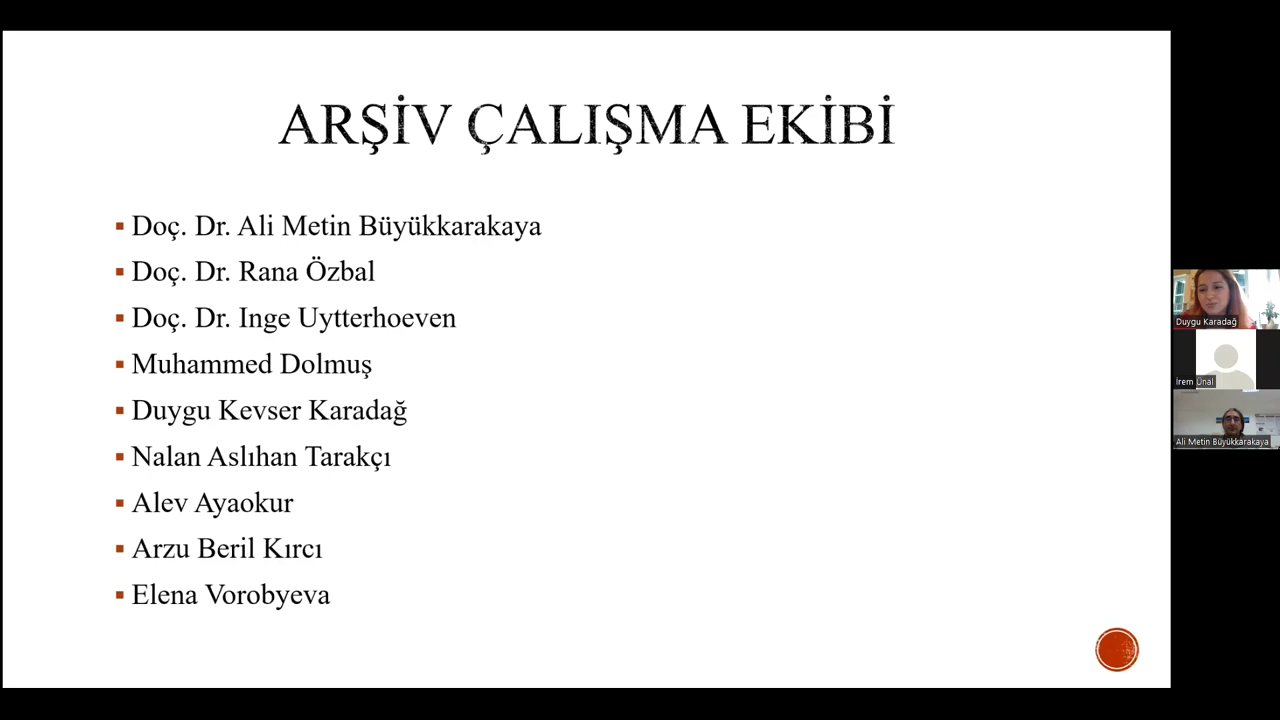 ARŞİV ÇALIŞMA EKİBİ
Doç. Dr. Ali Metin Büyükkarakaya
Doç. Dr. Rana Özbal
Doç. Dr. Inge Uytterhoeven
Muhammed Dolmuş
Duygu Kevser Karadağ
Nalan Aslıhan Tarakçı
Alev Ayaokur
Arzu Beril Kırcı
Elena Vorobyeva
Duygu Karadağ
İrem Ünal
Ali Metin Büyükkarakaya